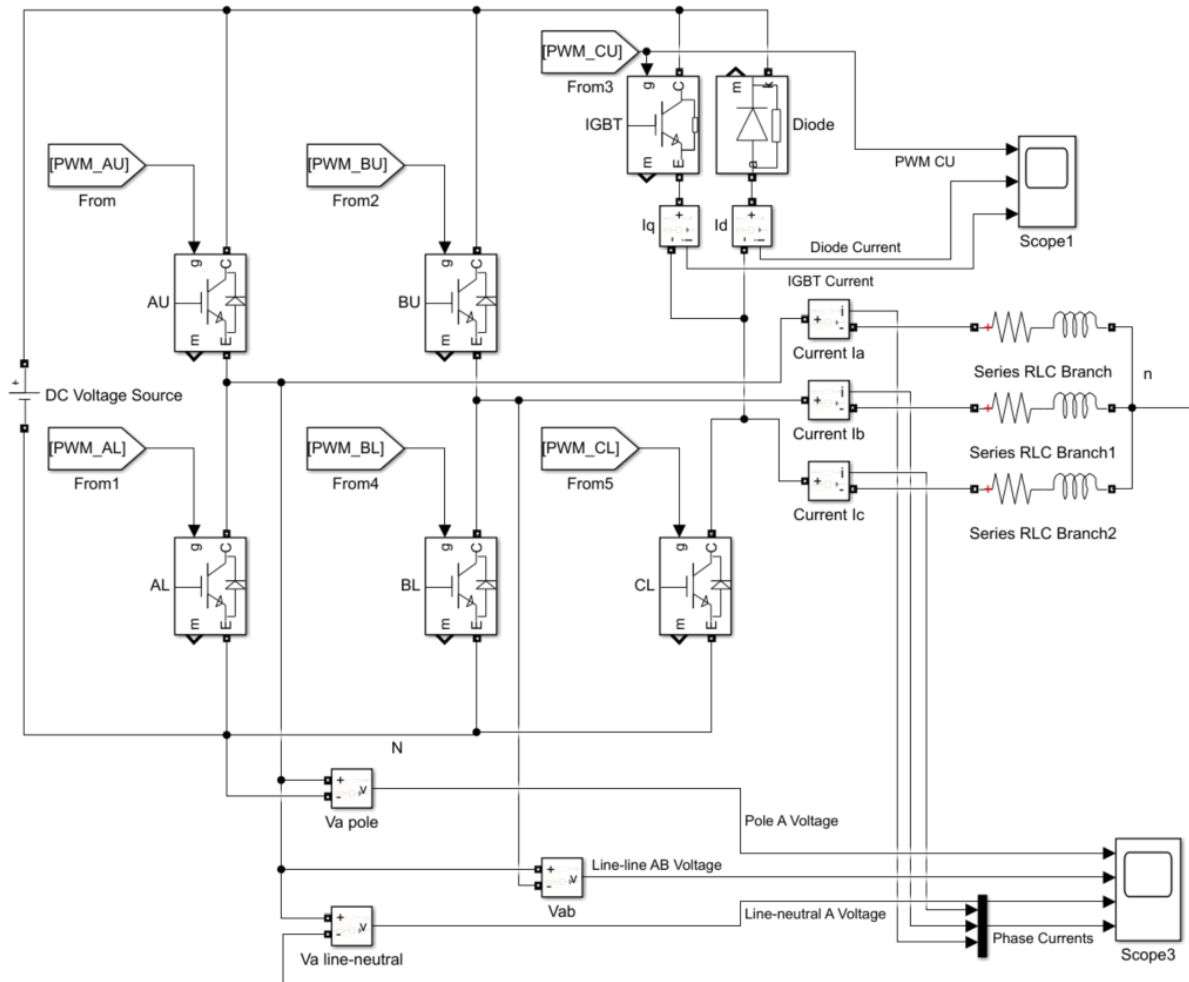 [PWM_CU]
From3
g
C
IGBT
m
E
m
k
Diode
a
PWM CU
Scope1
[PWM_AU]
From
[PWM_BU]
From2
Iq
+
-
i
Id
+
-
i
Diode Current
IGBT Current
g
C
AU
m
E
g
C
BU
m
E
+
i
-
Current Ia
+
Series RLC Branch
n
+
DC Voltage Source
+
i
-
Current Ib
+
Series RLC Branch1
[PWM_AL]
From1
[PWM_BL]
From4
[PWM_CL]
From5
+
i
-
Current Ic
+
Series RLC Branch2
g
C
AL
m
E
g
C
BL
m
E
g
C
CL
m
E
N
+
-
v
Va pole
Pole A Voltage
+
-
v
Vab
Line-line AB Voltage
+
-
v
Va line-neutral
Line-neutral A Voltage
Phase Currents
Scope3